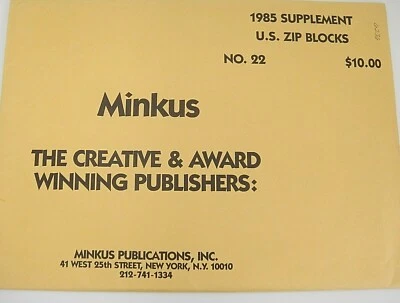 1985 SUPPLEMENT
U.S. ZIP BLOCKS
NO. 22 $10.00
Minkus
THE CREATIVE & AWARD
WINNING PUBLISHERS:
MINKUS PUBLICATIONS, INC.
41 WEST 25th STREET, NEW YORK, N.Y. 10010
212-741-1334